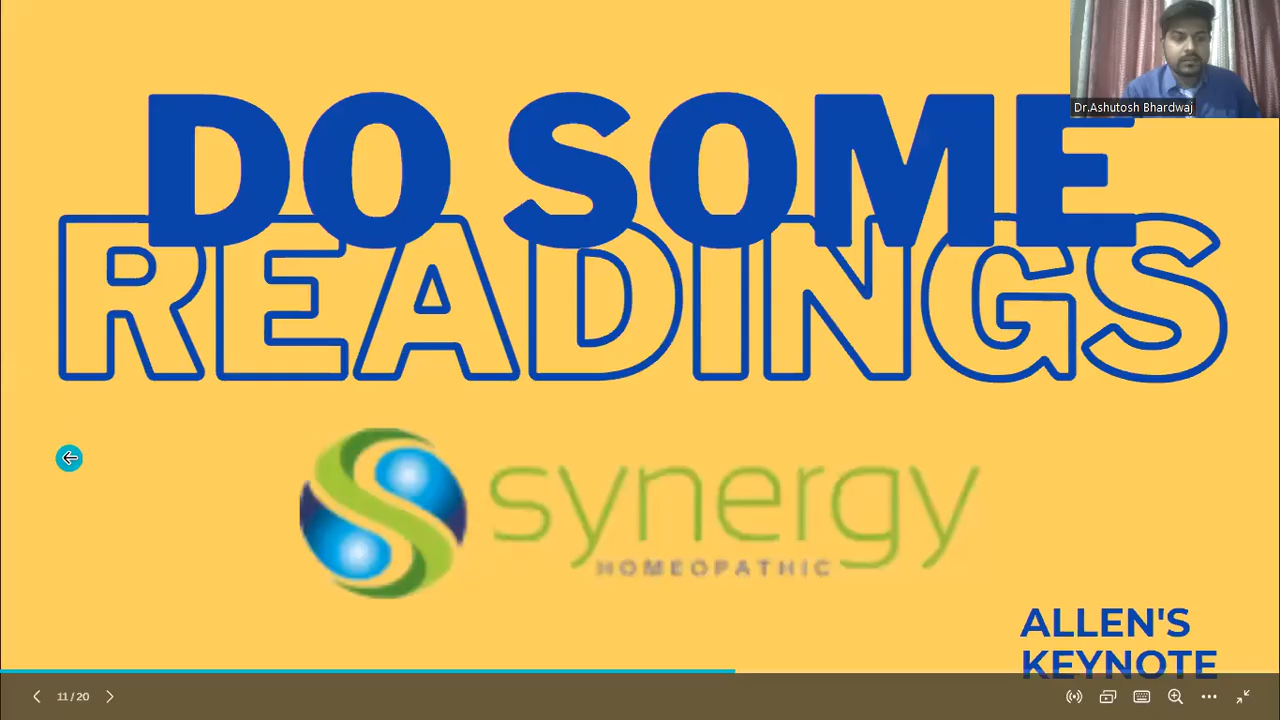 Dr.Ashutosh Bhardwaj
DO SOME
READINGS
synergy
HOMEOPATHIC
ALLEN'S
KEYNOTE
11 / 20